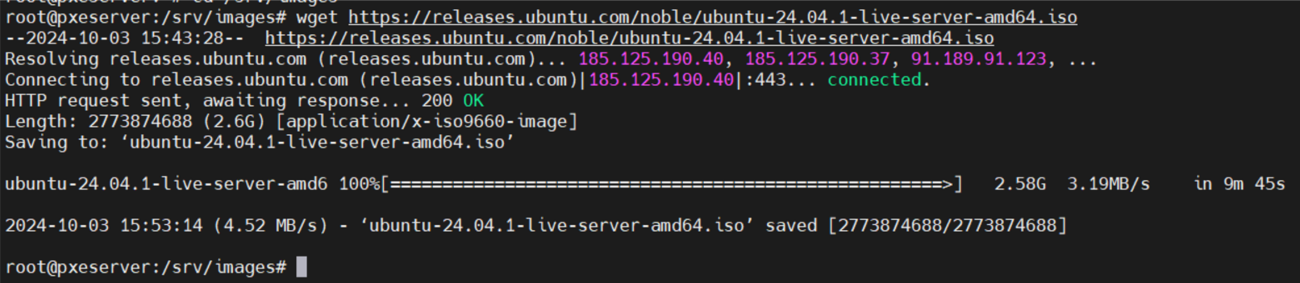 root@pxeserver:/srv/images# wget https://releases.ubuntu.com/noble/ubuntu-24.04.1-live-server-amd64.iso
--2024-10-03 15:43:28--  https://releases.ubuntu.com/noble/ubuntu-24.04.1-live-server-amd64.iso
Resolving releases.ubuntu.com (releases.ubuntu.com)... 185.125.190.40, 185.125.190.37, 91.189.91.123, ...
Connecting to releases.ubuntu.com (releases.ubuntu.com)|185.125.190.40|:443... connected.
HTTP request sent, awaiting response... 200 OK
Length: 2773874688 (2.6G) [application/x-iso9660-image]
Saving to: ‘ubuntu-24.04.1-live-server-amd64.iso’
ubuntu-24.04.1-live-server-amd6 100%[=====================================================>]   2.58G  3.19MB/s    in 9m 45s
2024-10-03 15:53:14 (4.52 MB/s) - ‘ubuntu-24.04.1-live-server-amd64.iso’ saved [2773874688/2773874688]
root@pxeserver:/srv/images#